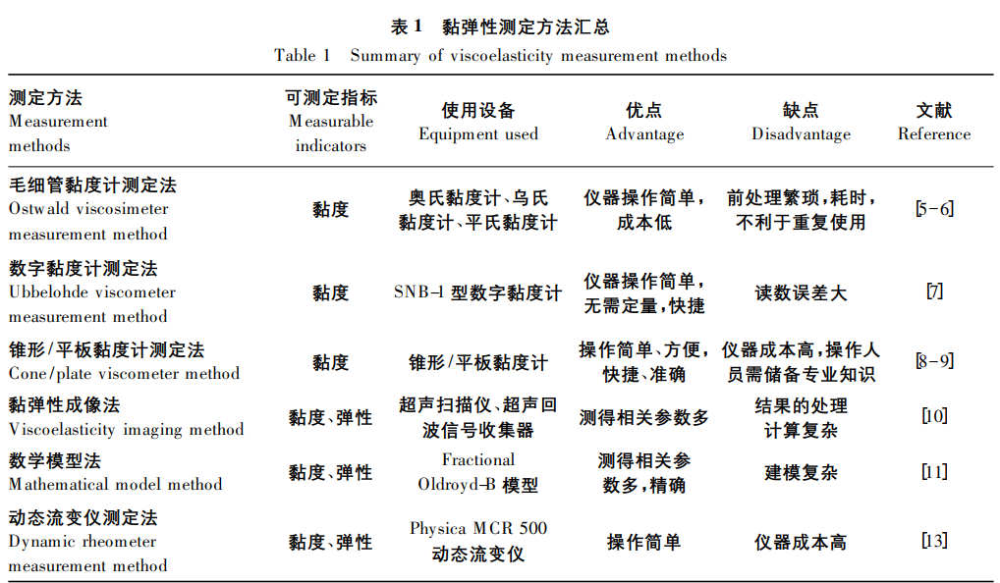 表 1 黏弹性测定方法汇总
Table 1 Summary of viscoelasticity measurement methods
测定方法
Measurement
methods
可测定指标
Measurable
indicators
使用设备
Equipment used
优点
Advantage
缺点
Disadvantage
文献
Reference
毛细管黏度计测定法
Ostwald viscosimeter
measurement method
黏度
奥氏黏度计、乌氏
黏度计、平氏黏度计
仪器操作简单，
成本低
前处理繁琐，耗时，
不利于重复使用
[5-6]
数字黏度计测定法
Ubbelohde viscometer
measurement method
黏度
SNB-1 型数字黏度计
仪器操作简单，
无需定量，快捷
读数误差大
[7]
锥形/平板黏度计测定法
Cone/plate viscometer method
黏度
锥形/平板黏度计
操作简单、方便，
快捷、准确
仪器成本高，操作人
员需储备专业知识
[8-9]
黏弹性成像法
Viscoelasticity imaging method
黏度、弹性
超声扫描仪、超声回
波信号收集器
测得相关参数多
结果的处理
计算复杂
[10]
数学模型法
Mathematical model method
黏度、弹性
Fractional
Oldroyd-B 模型
测得相关参
数多，精确
建模复杂
[11]
动态流变仪测定法
Dynamic rheometer
measurement method
黏度、弹性
Physica MCR 500
动态流变仪
操作简单
仪器成本高
[13]